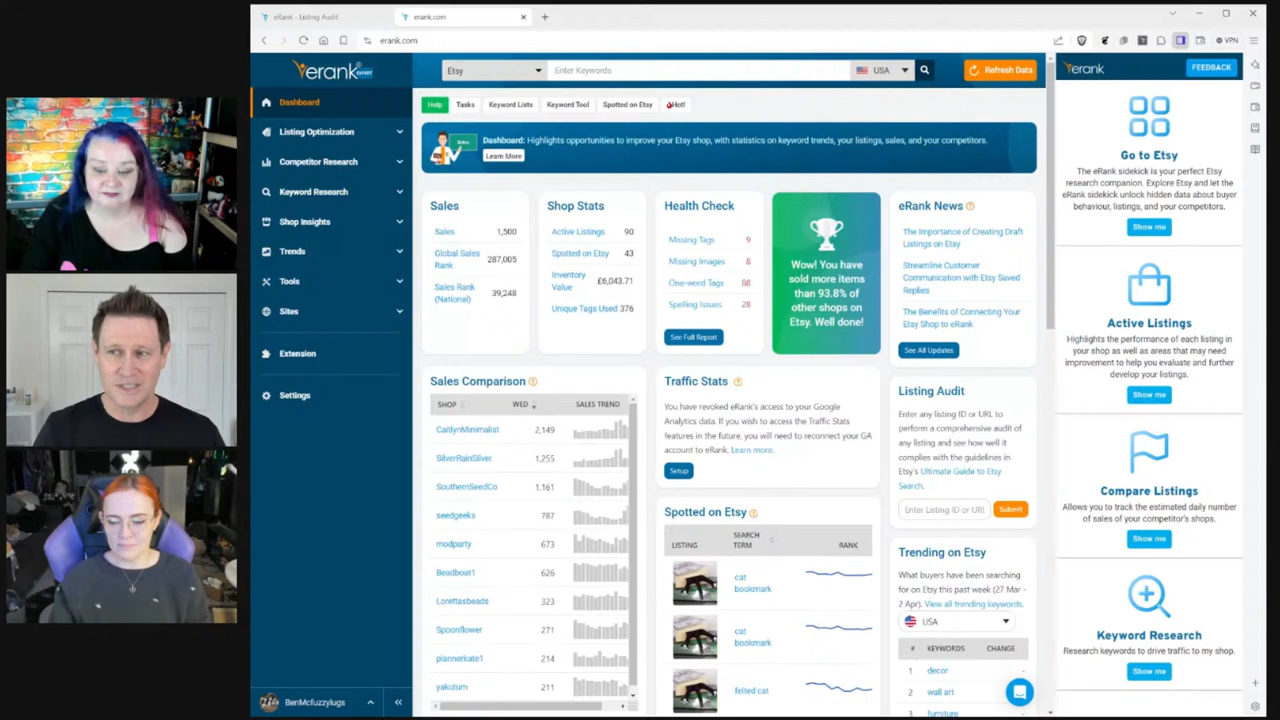 eRank - Listing Audit
erank.com
erank.com
VPN
erank EXPERT
Etsy
Enter Keywords
USA
Refresh Data
erank
FEEDBACK
Dashboard
Listing Optimization
Competitor Research
Keyword Research
Shop Insights
Trends
Tools
Sites
Extension
Settings
BenMcfuzzylugs
Help
Tasks
Keyword Lists
Keyword Tool
Spotted on Etsy
Hot!
Dashboard: Highlights opportunities to improve your Etsy shop, with statistics on keyword trends, your listings, sales, and your competitors.
Learn More
Sales
Sales 1,500
Global Sales Rank 287,005
Sales Rank (National) 39,248
Shop Stats
Active Listings 90
Spotted on Etsy 43
Inventory Value £6,043.71
Unique Tags Used 376
Health Check
Missing Tags 9
Missing Images 8
One-word Tags 88
Spelling Issues 28
See Full Report
Wow! You have
sold more items
than 93.8% of
other shops on
Etsy. Well done!
eRank News
The Importance of Creating Draft
Listings on Etsy
Streamline Customer
Communication with Etsy Saved
Replies
The Benefits of Connecting Your
Etsy Shop to eRank
See All Updates
Sales Comparison
SHOP WED SALES TREND
CaitlynMinimalist 2,149
SilverRainSilver 1,255
SouthernSeedCo 1,161
seedgeeks 787
modparty 673
Beadboat1 626
Lorettasbeads 323
Spoonflower 271
plannerkate1 214
yakutum 211
Traffic Stats
You have revoked eRank's access to your Google
Analytics data. If you wish to access the Traffic Stats
features in the future, you will need to reconnect your GA
account to eRank. Learn more.
Setup
Spotted on Etsy
LISTING SEARCH TERM RANK
cat
bookmark
cat
bookmark
felted cat
Listing Audit
Enter any listing ID or URL to
perform a comprehensive audit of
any listing and see how well it
complies with the guidelines in
Etsy's Ultimate Guide to Etsy
Search.
Enter Listing ID or URL
Submit
Trending on Etsy
What buyers have been searching
for on Etsy this past week (27 Mar -
2 Apr). View all trending keywords.
USA
# KEYWORDS CHANGE
1 decor -
2 wall art
3 furniture
Go to Etsy
The eRank sidekick is your perfect Etsy
research companion. Explore Etsy and let the
eRank sidekick unlock hidden data about buyer
behaviour, listings, and your competitors.
Show me
Active Listings
Highlights the performance of each listing in
your shop as well as areas that may need
improvement to help you evaluate and further
develop your listings.
Show me
Compare Listings
Allows you to track the estimated daily number
of sales of your competitor's shops.
Show me
Keyword Research
Research keywords to drive traffic to my shop.
Show me